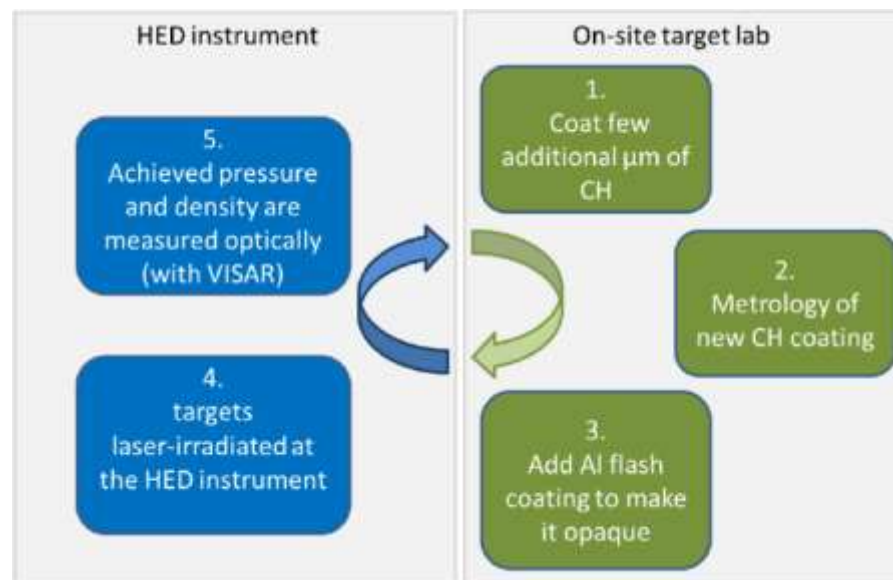 HED instrument
On-site target lab
1.
Coat few
additional µm of
CH
2.
Metrology of
new CH coating
3.
Add Al flash
coating to make
it opaque
4.
targets
laser-irradiated at
the HED instrument
5.
Achieved pressure
and density are
measured optically
(with VISAR)